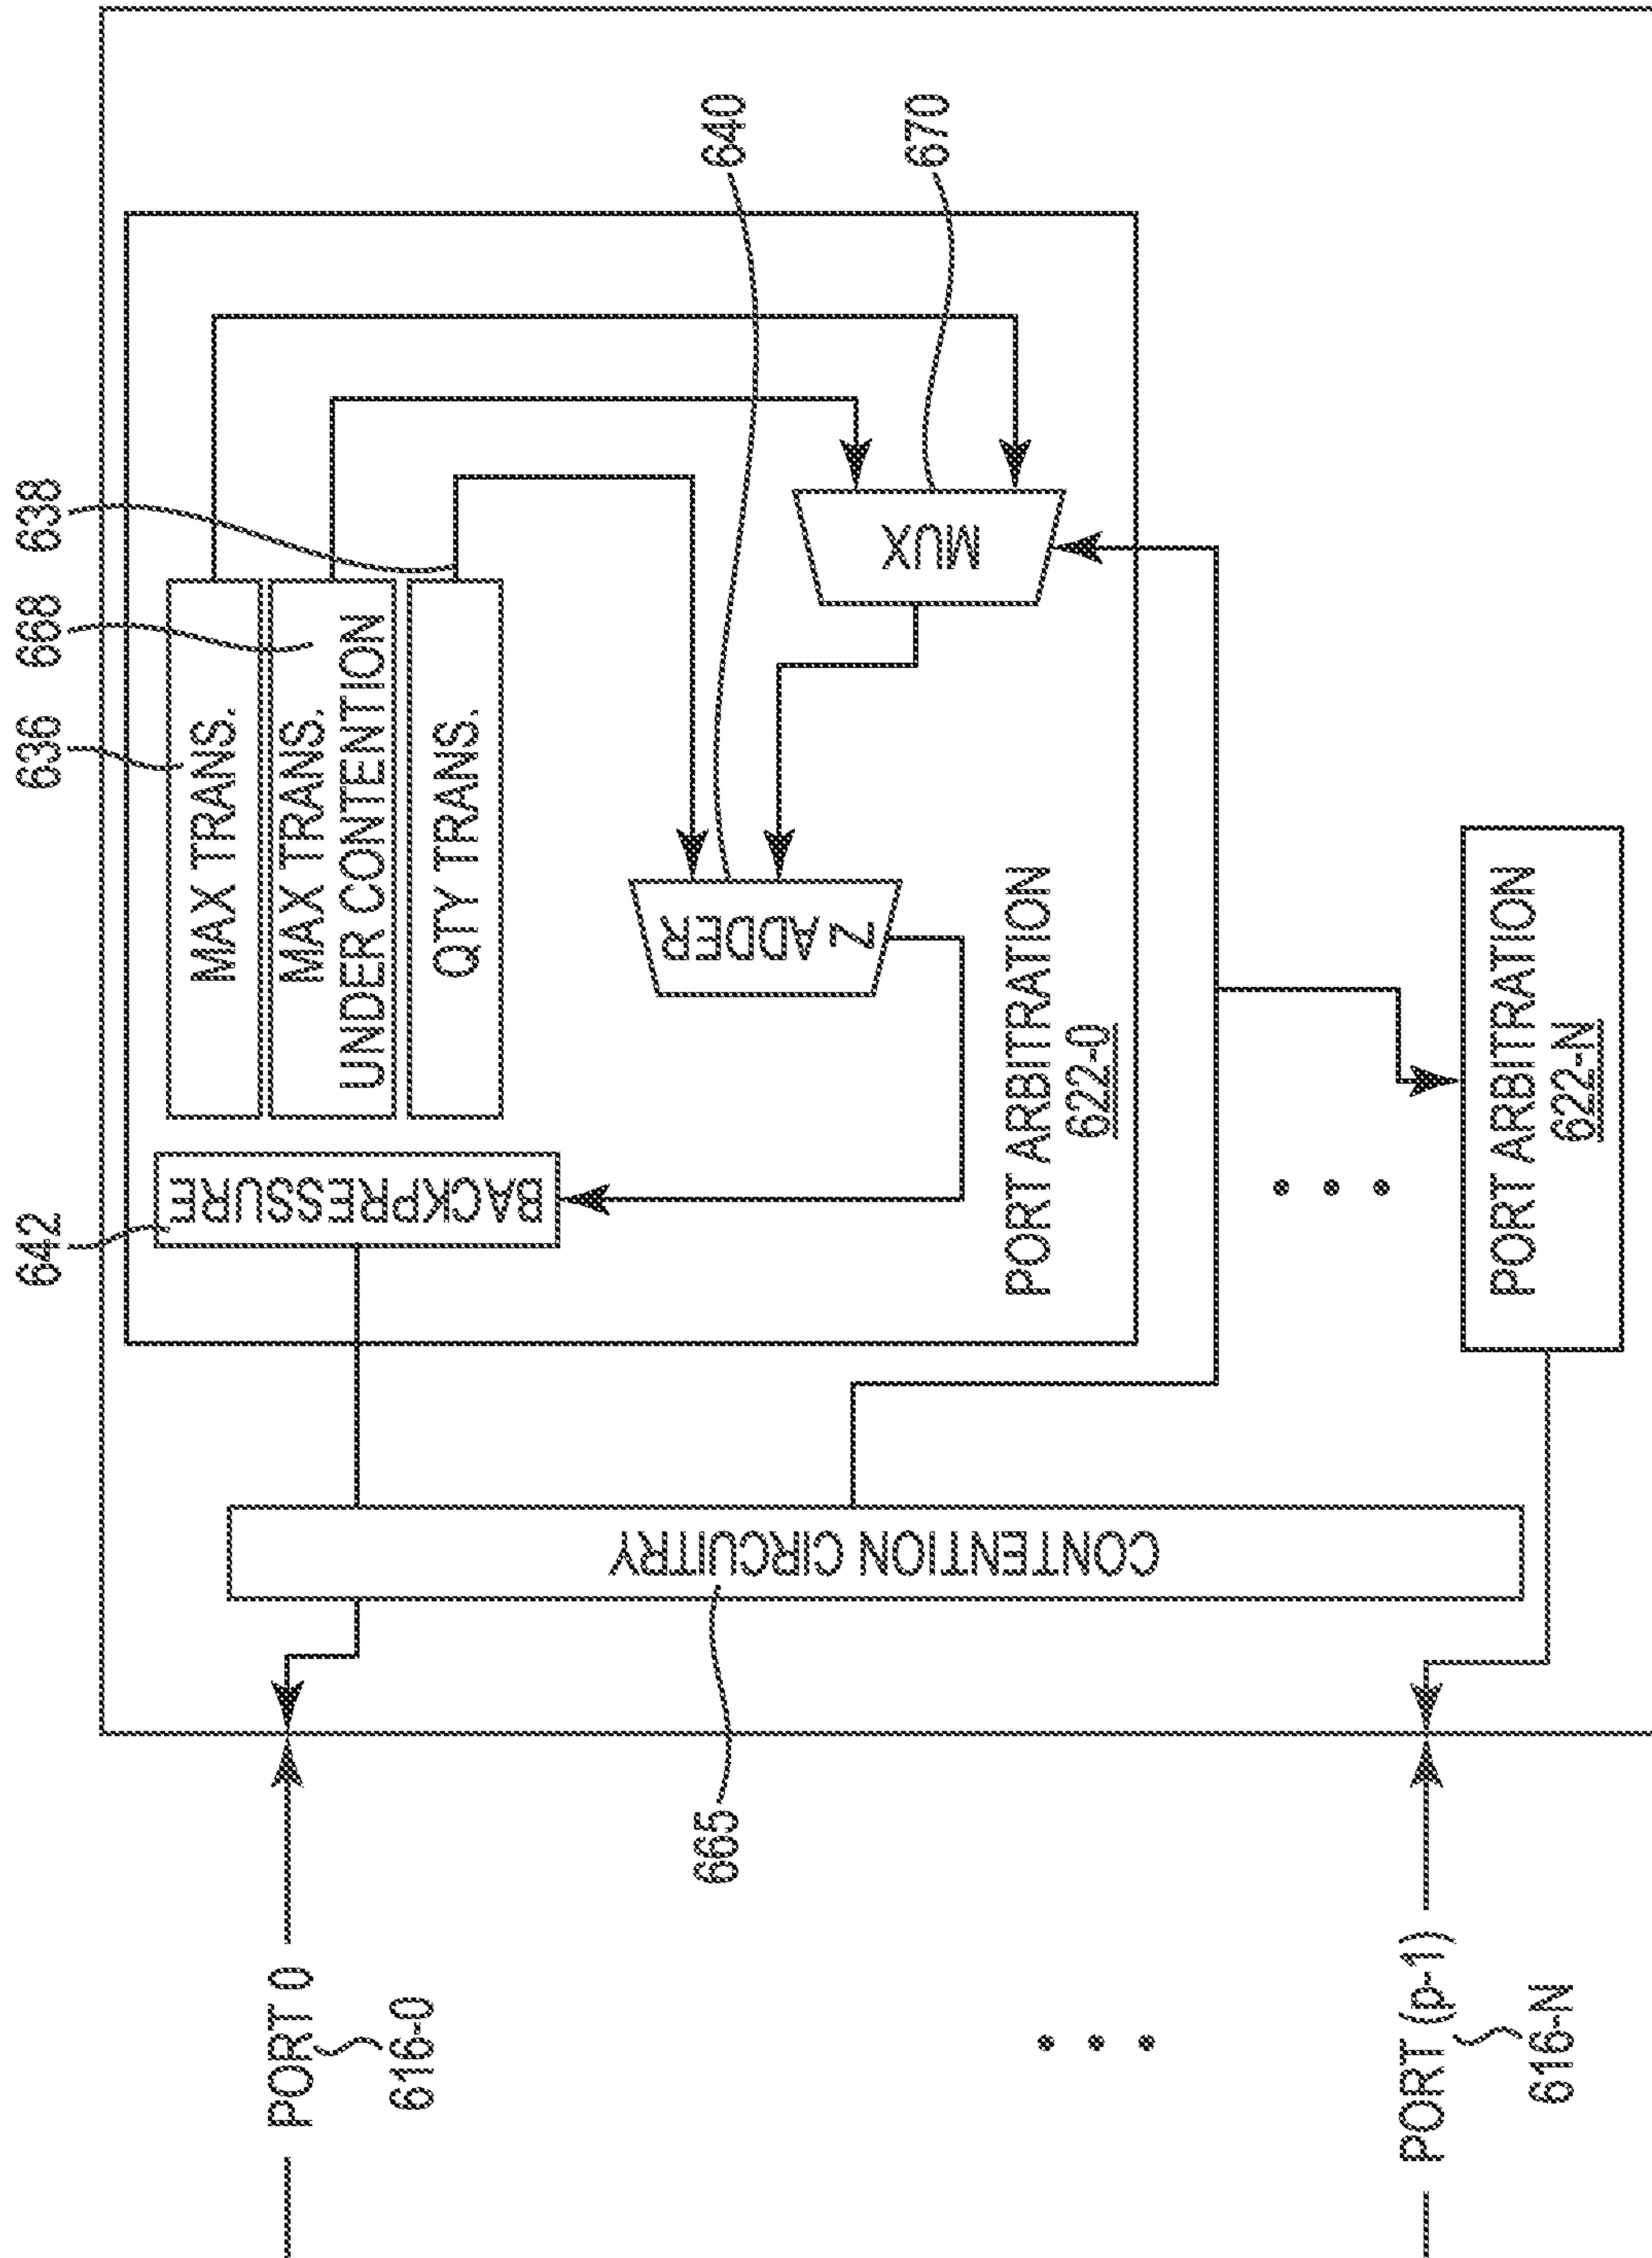 PORT 0
616-0
PORT (p-1)
616-N
CONTENTION CIRCUITRY
665
642
636
668
638
BACKPRESSURE
MAX TRANS.
MAX TRANS.
UNDER CONTENTION
QTY TRANS.
ADDER
N
MUX
640
670
PORT ARBITRATION
622-0
PORT ARBITRATION
622-N